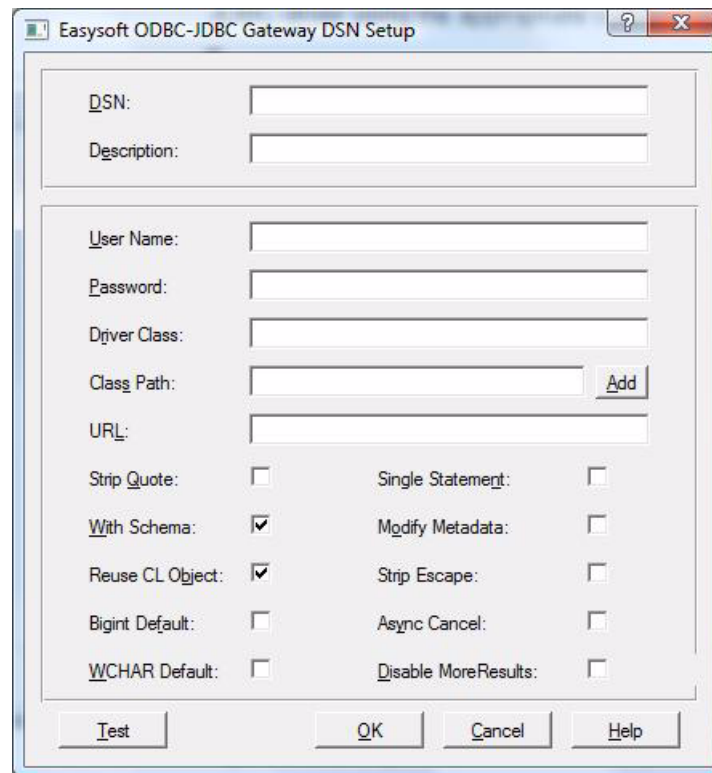 Easysoft ODBC-JDBC Gateway DSN Setup
?
DSN:
Description:
User Name:
Password:
Driver Class:
Class Path:
Add
URL:
Strip Quote:
Single Statement:
With Schema:
Modify Metadata:
Reuse CL Object:
Strip Escape:
Bigint Default:
Async Cancel:
WCHAR Default:
Disable MoreResults:
Test
OK
Cancel
Help